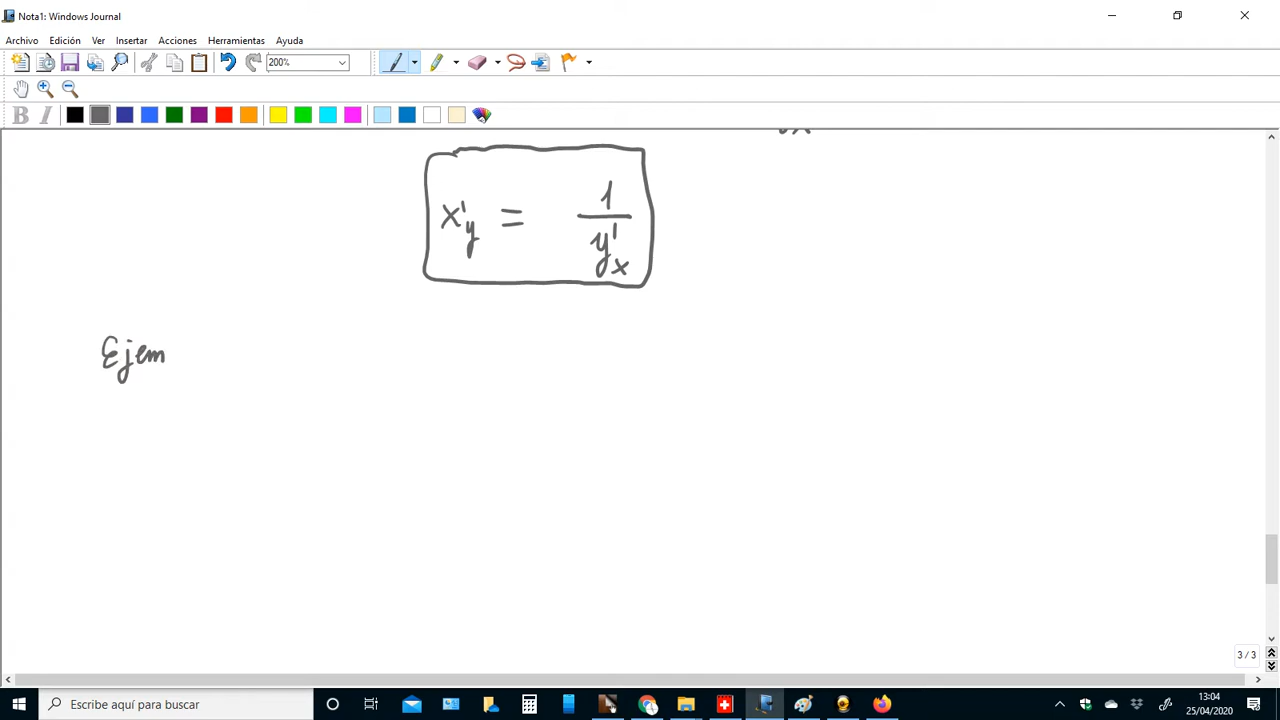 Nota1: Windows Journal
Archivo Edición Ver Insertar Acciones Herramientas Ayuda
200%
B I
x'y = 1/y'x
Ejem
3 / 3
Escribe aquí para buscar
13:04
25/04/2020